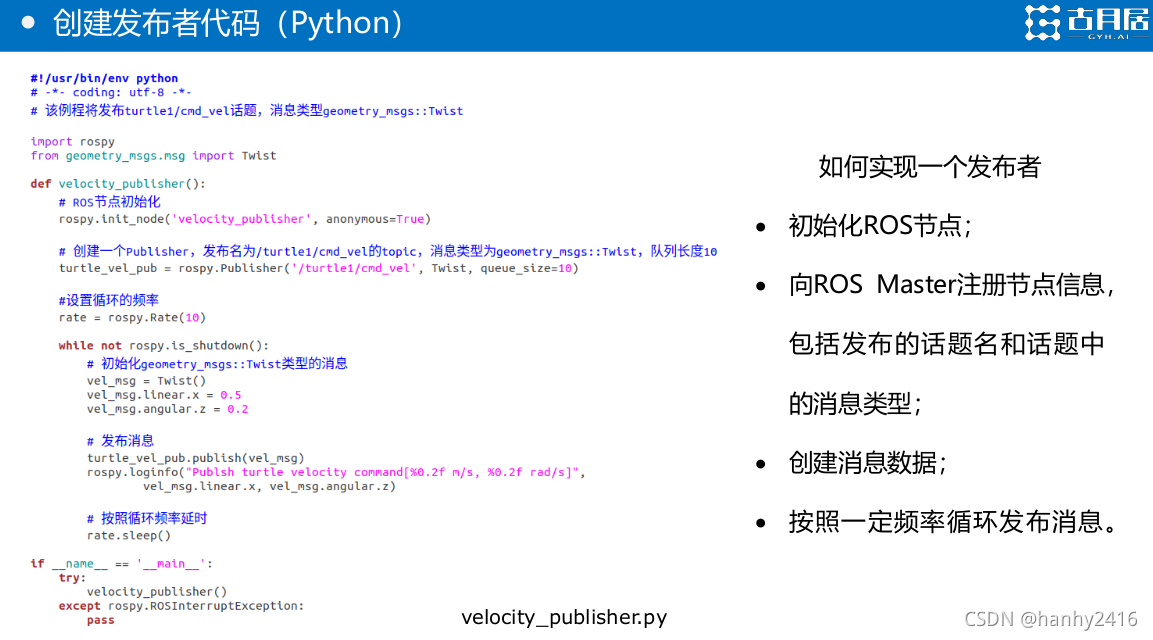 • 创建发布者代码（Python）
古月居
GYH.AI
#!/usr/bin/env python
# -*- coding: utf-8 -*-
# 该例程将发布turtle1/cmd_vel话题，消息类型geometry_msgs::Twist
import rospy
from geometry_msgs.msg import Twist
def velocity_publisher():
# ROS节点初始化
rospy.init_node('velocity_publisher', anonymous=True)
# 创建一个Publisher，发布名为/turtle1/cmd_vel的topic，消息类型为geometry_msgs::Twist，队列长度10
turtle_vel_pub = rospy.Publisher('/turtle1/cmd_vel', Twist, queue_size=10)
#设置循环的频率
rate = rospy.Rate(10)
while not rospy.is_shutdown():
# 初始化geometry_msgs::Twist类型的消息
vel_msg = Twist()
vel_msg.linear.x = 0.5
vel_msg.angular.z = 0.2
# 发布消息
turtle_vel_pub.publish(vel_msg)
rospy.loginfo("Publsh turtle velocity command[%0.2f m/s, %0.2f rad/s]",
vel_msg.linear.x, vel_msg.angular.z)
# 按照循环频率延时
rate.sleep()
if __name__ == '__main__':
try:
velocity_publisher()
except rospy.ROSInterruptException:
pass
velocity_publisher.py
如何实现一个发布者
• 初始化ROS节点；
• 向ROS Master注册节点信息，
包括发布的话题名和话题中
的消息类型；
• 创建消息数据；
• 按照一定频率循环发布消息。
CSDN @hanhy2416